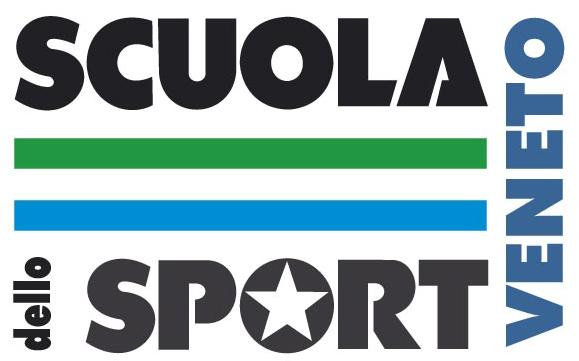 SCUOLA
dello
SPORT
VENETO